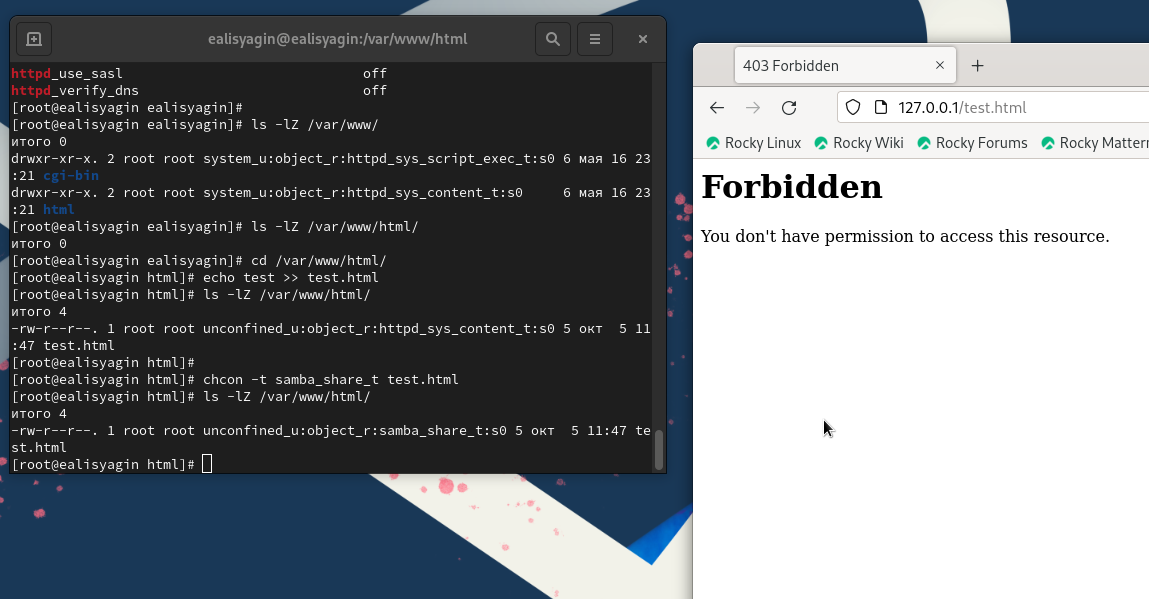 ealisyagin@ealisyagin:/var/www/html
httpd_use_sasl                              off
httpd_verify_dns                            off
[root@ealisyagin ealisyagin]#
[root@ealisyagin ealisyagin]# ls -lZ /var/www/
итого 0
drwxr-xr-x. 2 root root system_u:object_r:httpd_sys_script_exec_t:s0 6 мая 16 23
:21 cgi-bin
drwxr-xr-x. 2 root root system_u:object_r:httpd_sys_content_t:s0     6 мая 16 23
:21 html
[root@ealisyagin ealisyagin]# ls -lZ /var/www/html/
итого 0
[root@ealisyagin ealisyagin]# cd /var/www/html/
[root@ealisyagin html]# echo test >> test.html
[root@ealisyagin html]# ls -lZ /var/www/html/
итого 4
-rw-r--r--. 1 root root unconfined_u:object_r:httpd_sys_content_t:s0 5 окт  5 11
:47 test.html
[root@ealisyagin html]#
[root@ealisyagin html]# chcon -t samba_share_t test.html
[root@ealisyagin html]# ls -lZ /var/www/html/
итого 4
-rw-r--r--. 1 root root unconfined_u:object_r:samba_share_t:s0 5 окт  5 11:47 te
st.html
[root@ealisyagin html]#
403 Forbidden
127.0.0.1/test.html
Rocky Linux Rocky Wiki Rocky Forums Rocky Matterm
Forbidden
You don't have permission to access this resource.